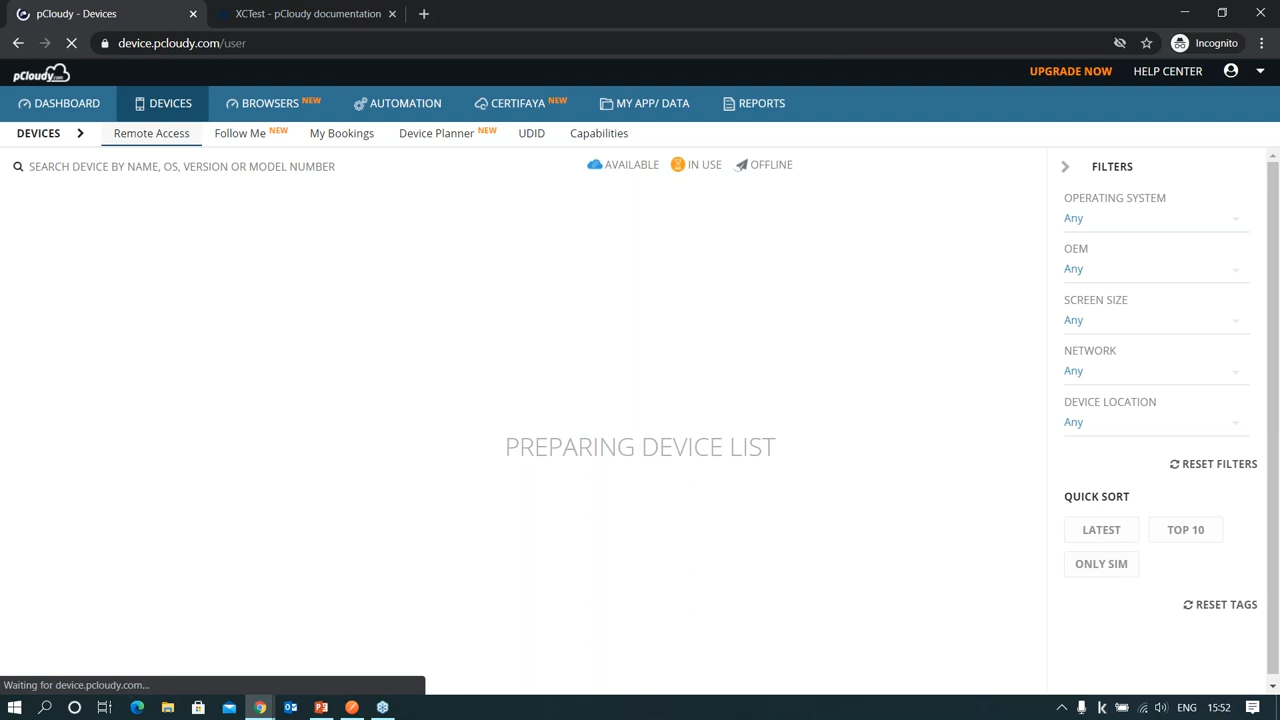 pCloudy - Devices
XCTest - pCloudy documentation
device.pcloudy.com/user
Incognito
pCloudy.com
UPGRADE NOW
HELP CENTER
DASHBOARD
DEVICES
BROWSERS NEW
AUTOMATION
CERTIFAYA NEW
MY APP/ DATA
REPORTS
DEVICES
Remote Access
Follow Me NEW
My Bookings
Device Planner NEW
UDID
Capabilities
SEARCH DEVICE BY NAME, OS, VERSION OR MODEL NUMBER
AVAILABLE
IN USE
OFFLINE
FILTERS
OPERATING SYSTEM
Any
OEM
Any
SCREEN SIZE
Any
NETWORK
Any
DEVICE LOCATION
Any
RESET FILTERS
PREPARING DEVICE LIST
QUICK SORT
LATEST
TOP 10
ONLY SIM
RESET TAGS
Waiting for device.pcloudy.com...
ENG
15:52